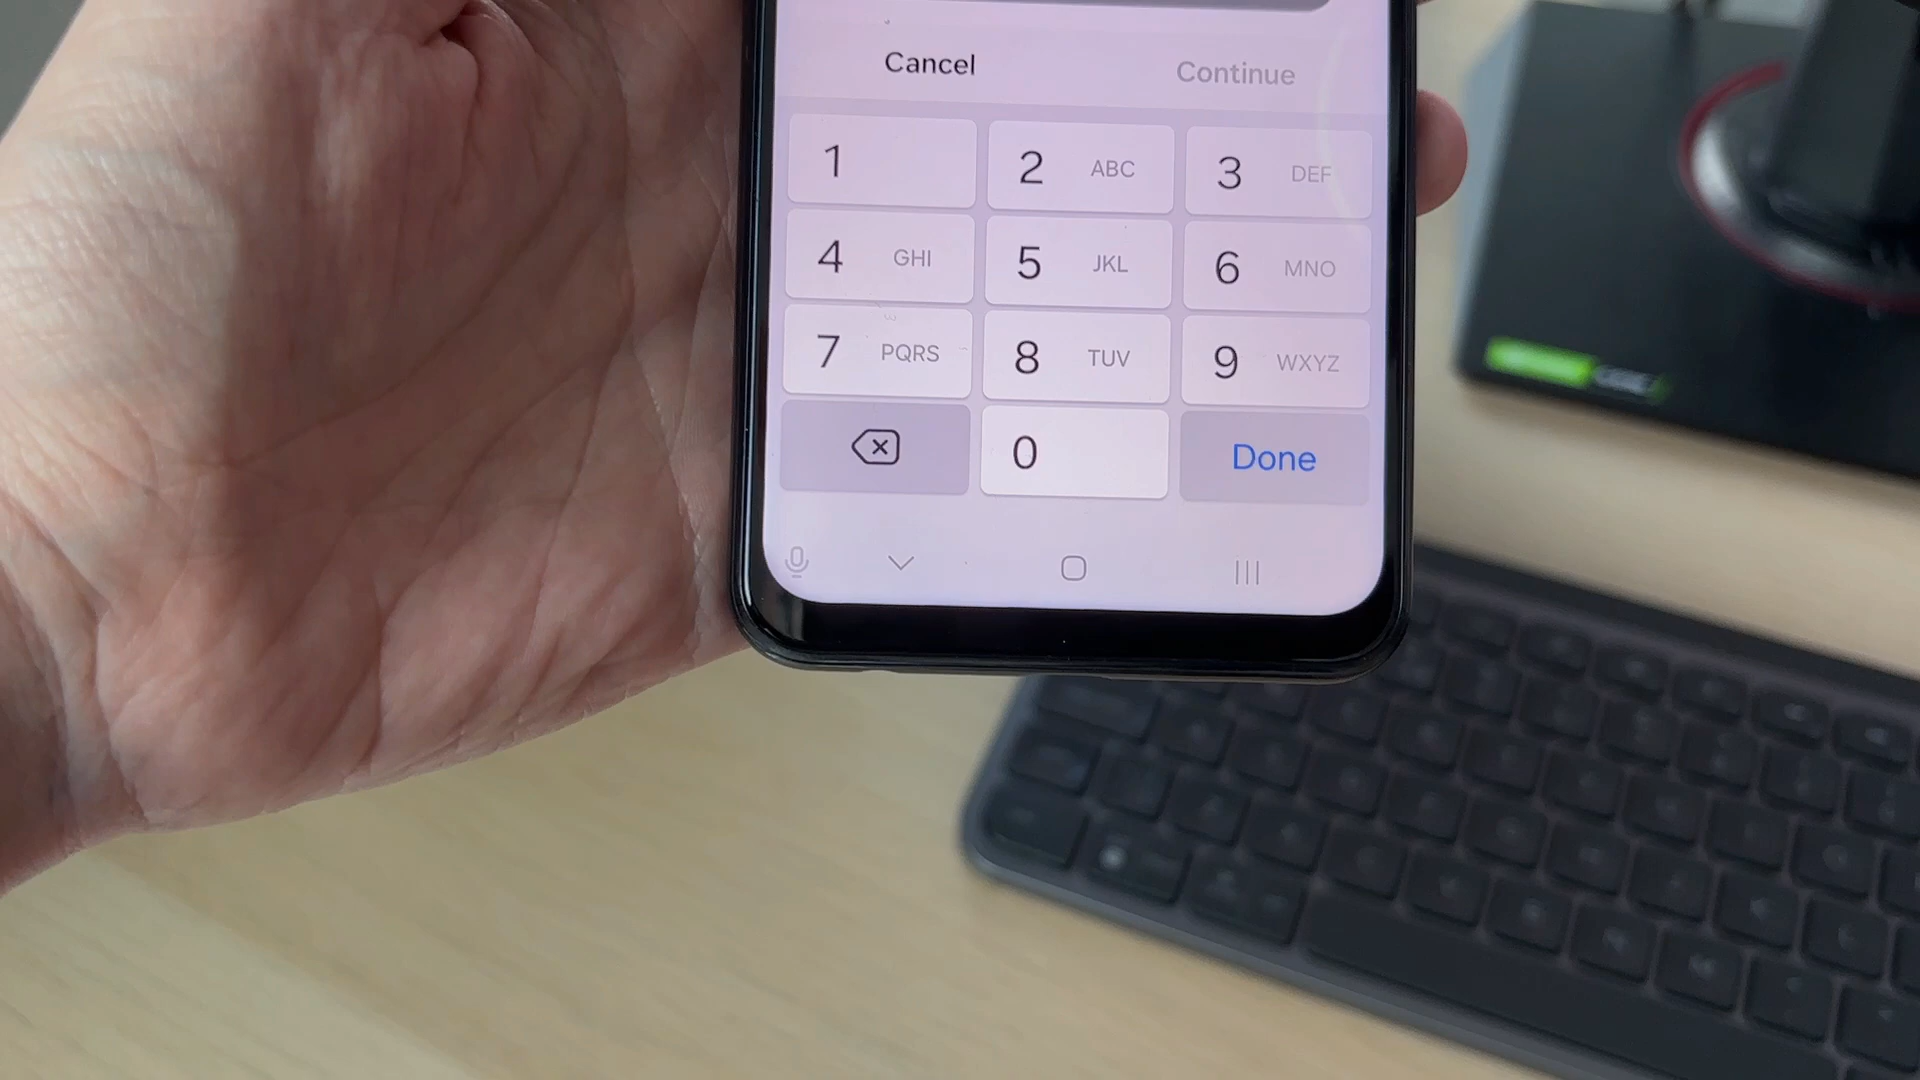 Cancel Continue
1 2 ABC 3 DEF
4 GHI 5 JKL 6 MNO
7 PQRS 8 TUV 9 WXYZ
0 Done